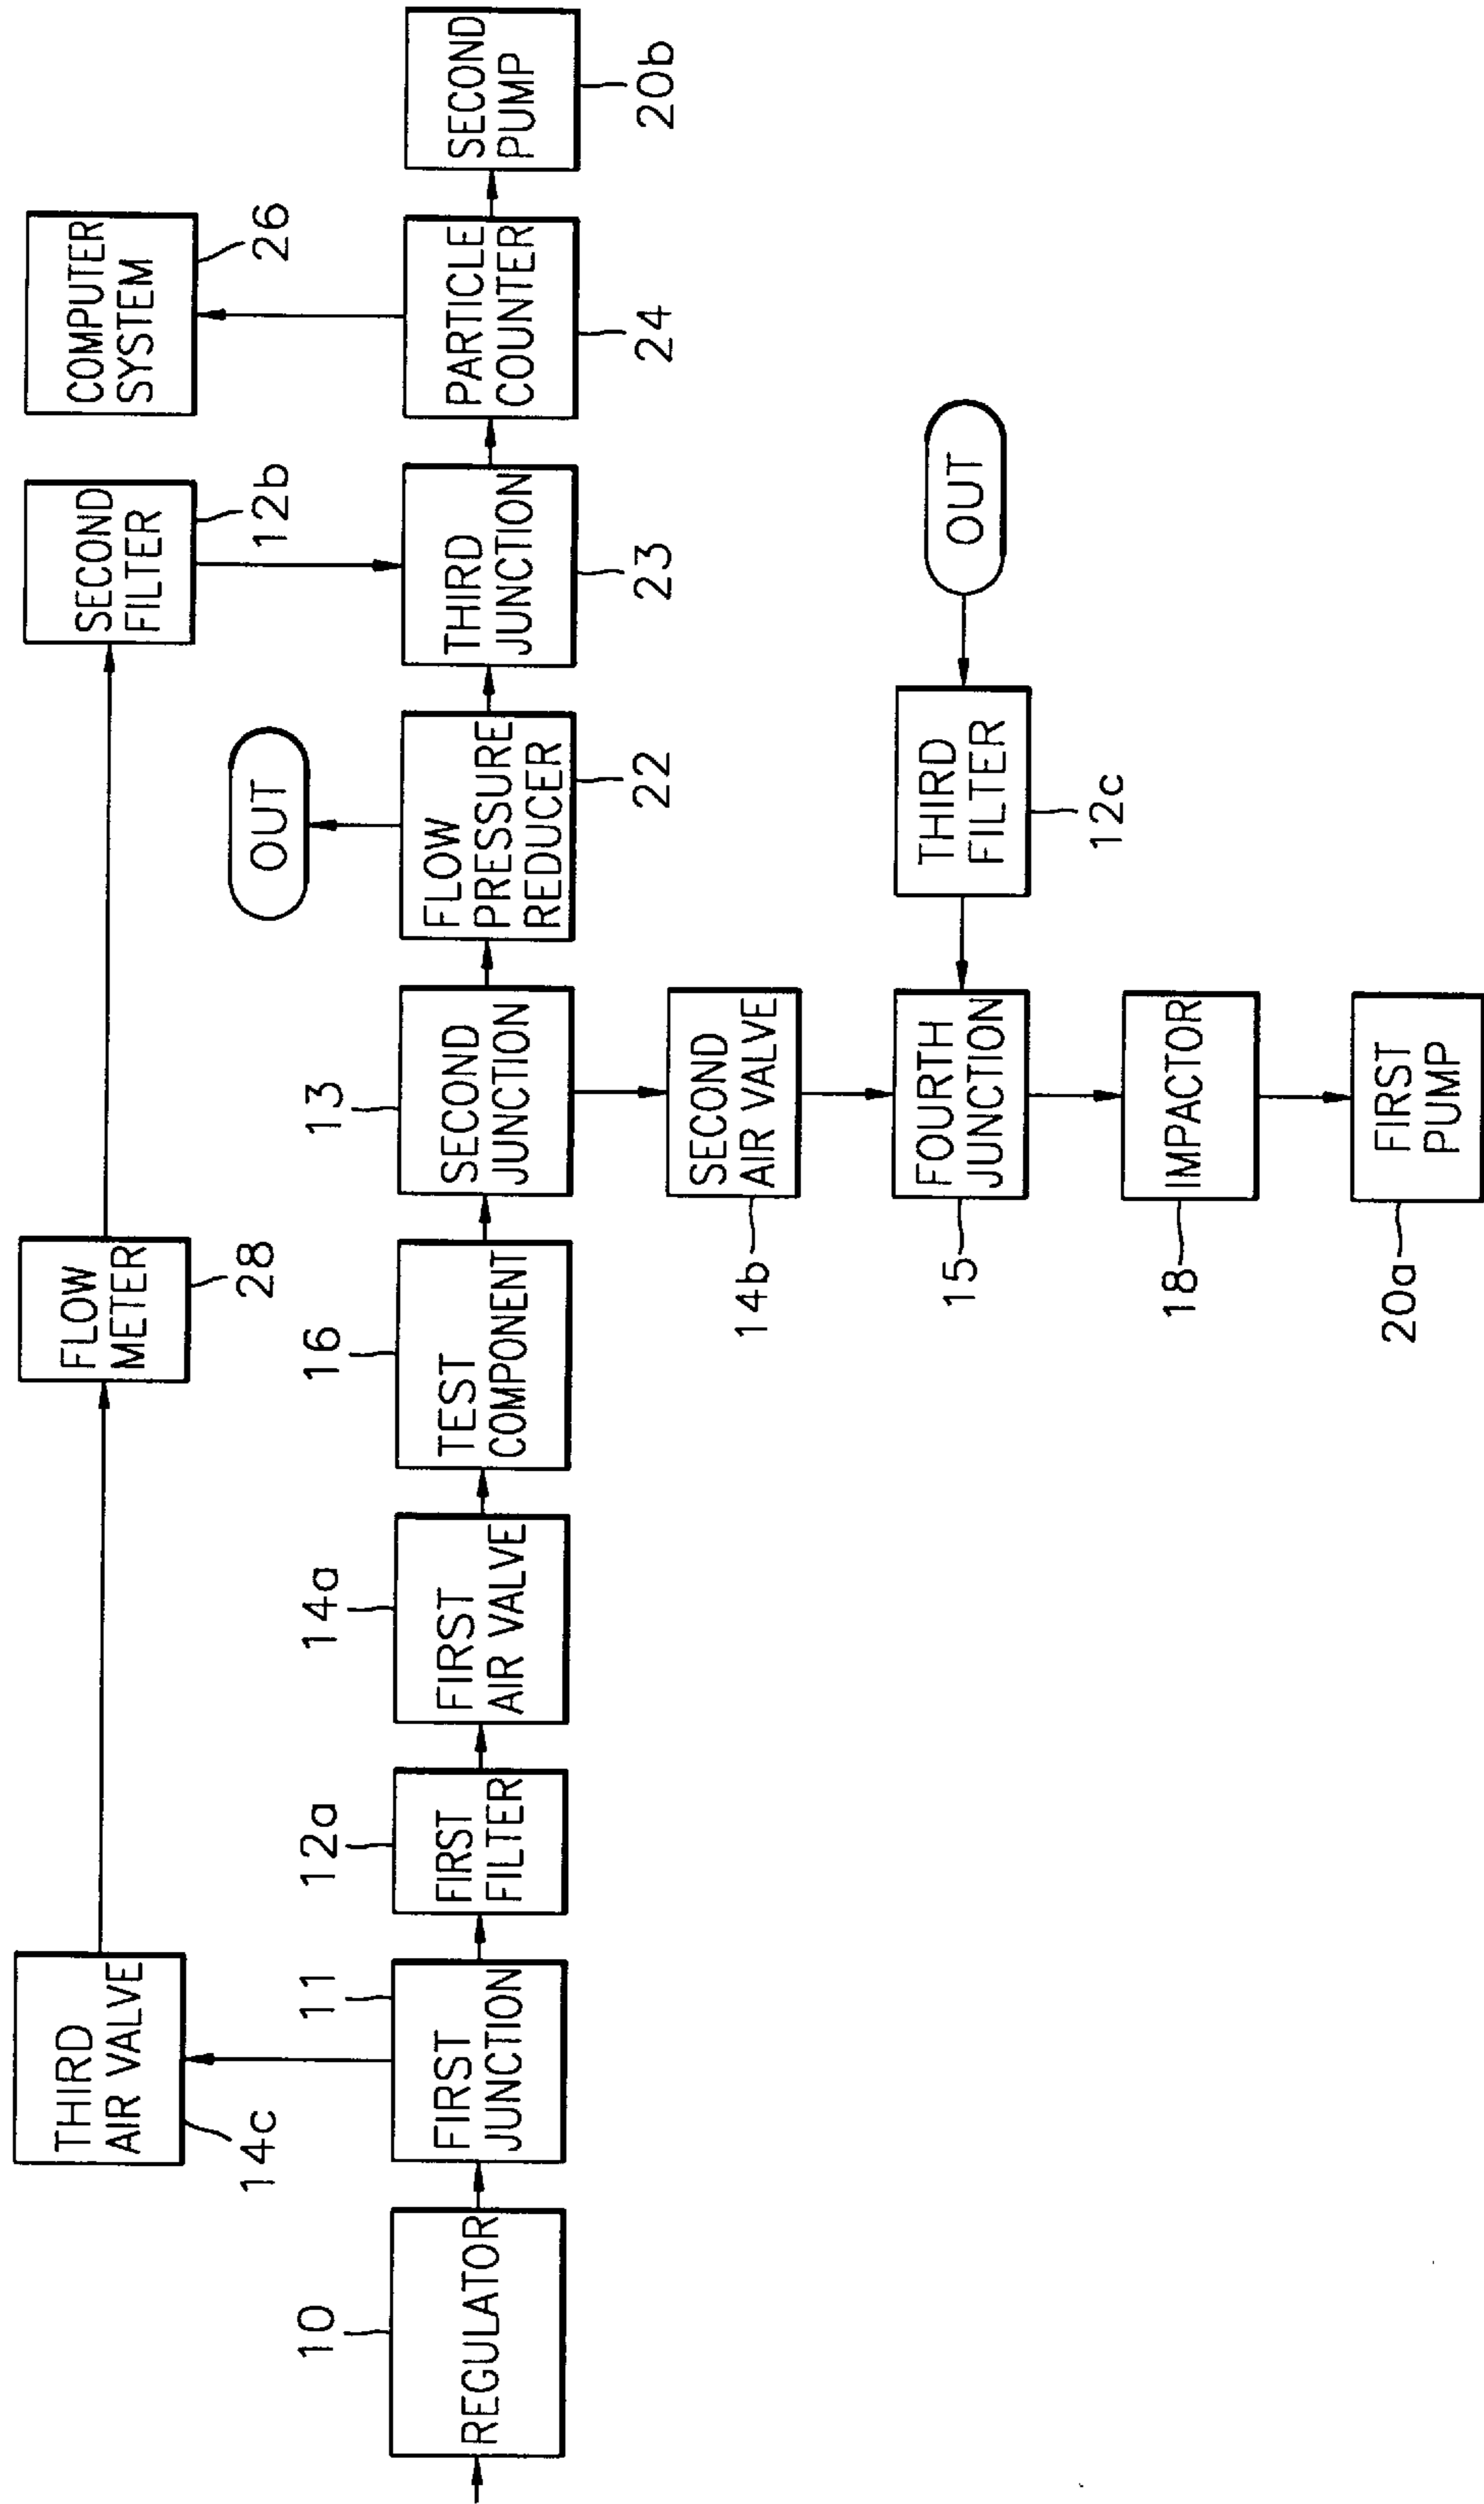 THIRD
AIR VALVE
14c
FLOW
METER
28
SECOND
FILTER
12b
COMPUTER
SYSTEM
26
OUT
10
REGULATOR
11
FIRST
JUNCTION
12a
FIRST
FILTER
14a
FIRST
AIR VALVE
16
TEST
COMPONENT
13
SECOND
JUNCTION
FLOW
PRESSURE
REDUCER
22
THIRD
JUNCTION
23
PARTICLE
COUNTER
24
SECOND
PUMP
20b
SECOND
AIR VALVE
14b
FOURTH
JUNCTION
15
THIRD
FILTER
12c
OUT
IMPACTOR
18
FIRST
PUMP
20a